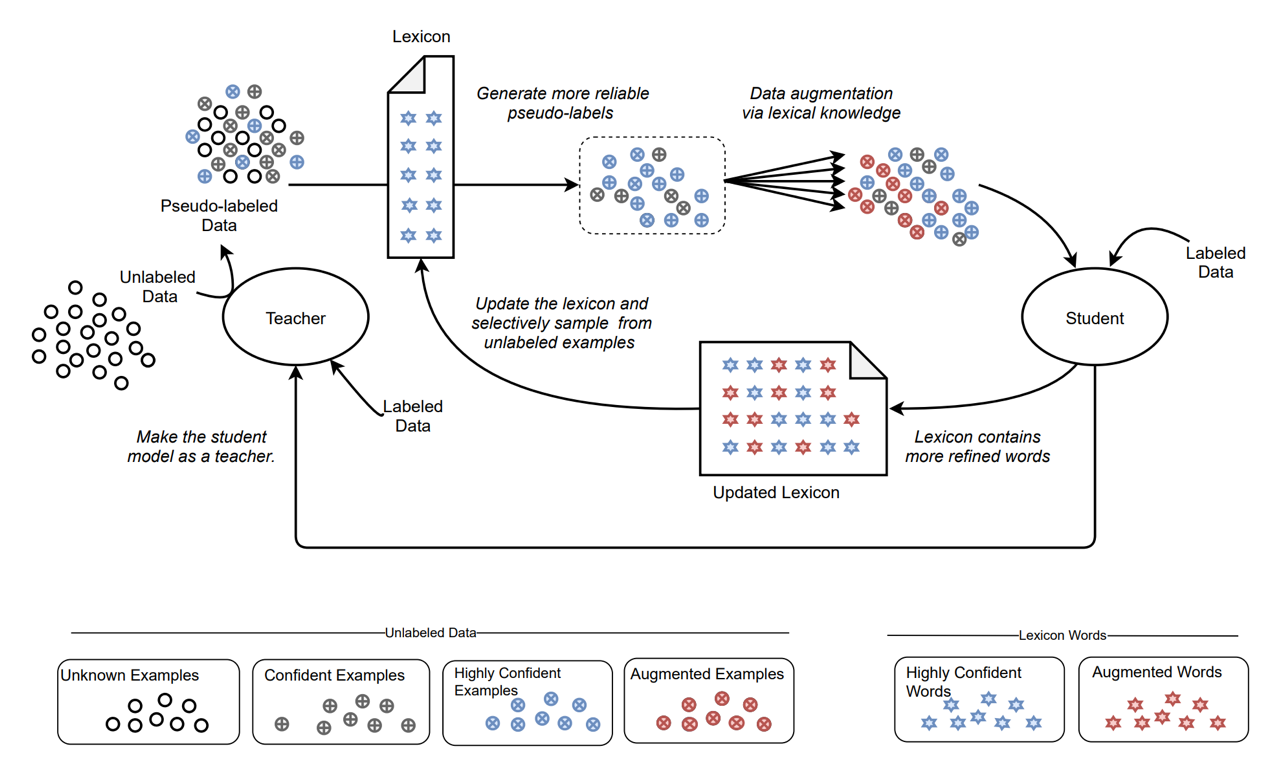 Lexicon
Generate more reliable
pseudo-labels
Data augmentation
via lexical knowledge
Pseudo-labeled
Data
Unlabeled
Data
Teacher
Labeled
Data
Make the student
model as a teacher.
Update the lexicon and
selectively sample from
unlabeled examples
Updated Lexicon
Lexicon contains
more refined words
Student
Labeled
Data
Unlabeled Data
Unknown Examples
Confident Examples
Highly Confident
Examples
Augmented Examples
Lexicon Words
Highly Confident
Words
Augmented Words